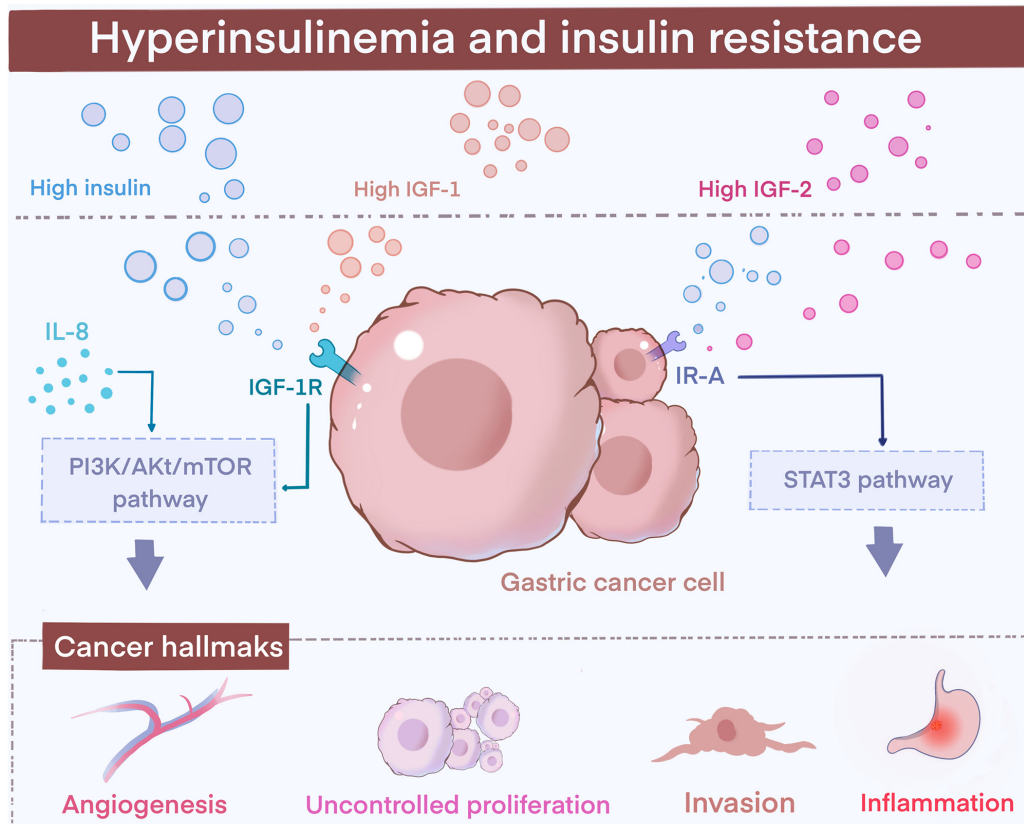 Hyperinsulinemia and insulin resistance
High insulin
High IGF-1
High IGF-2
IL-8
IGF-1R
IR-A
PI3K/AKt/mTOR
pathway
STAT3 pathway
Gastric cancer cell
Cancer hallmaks
Angiogenesis
Uncontrolled proliferation
Invasion
Inflammation